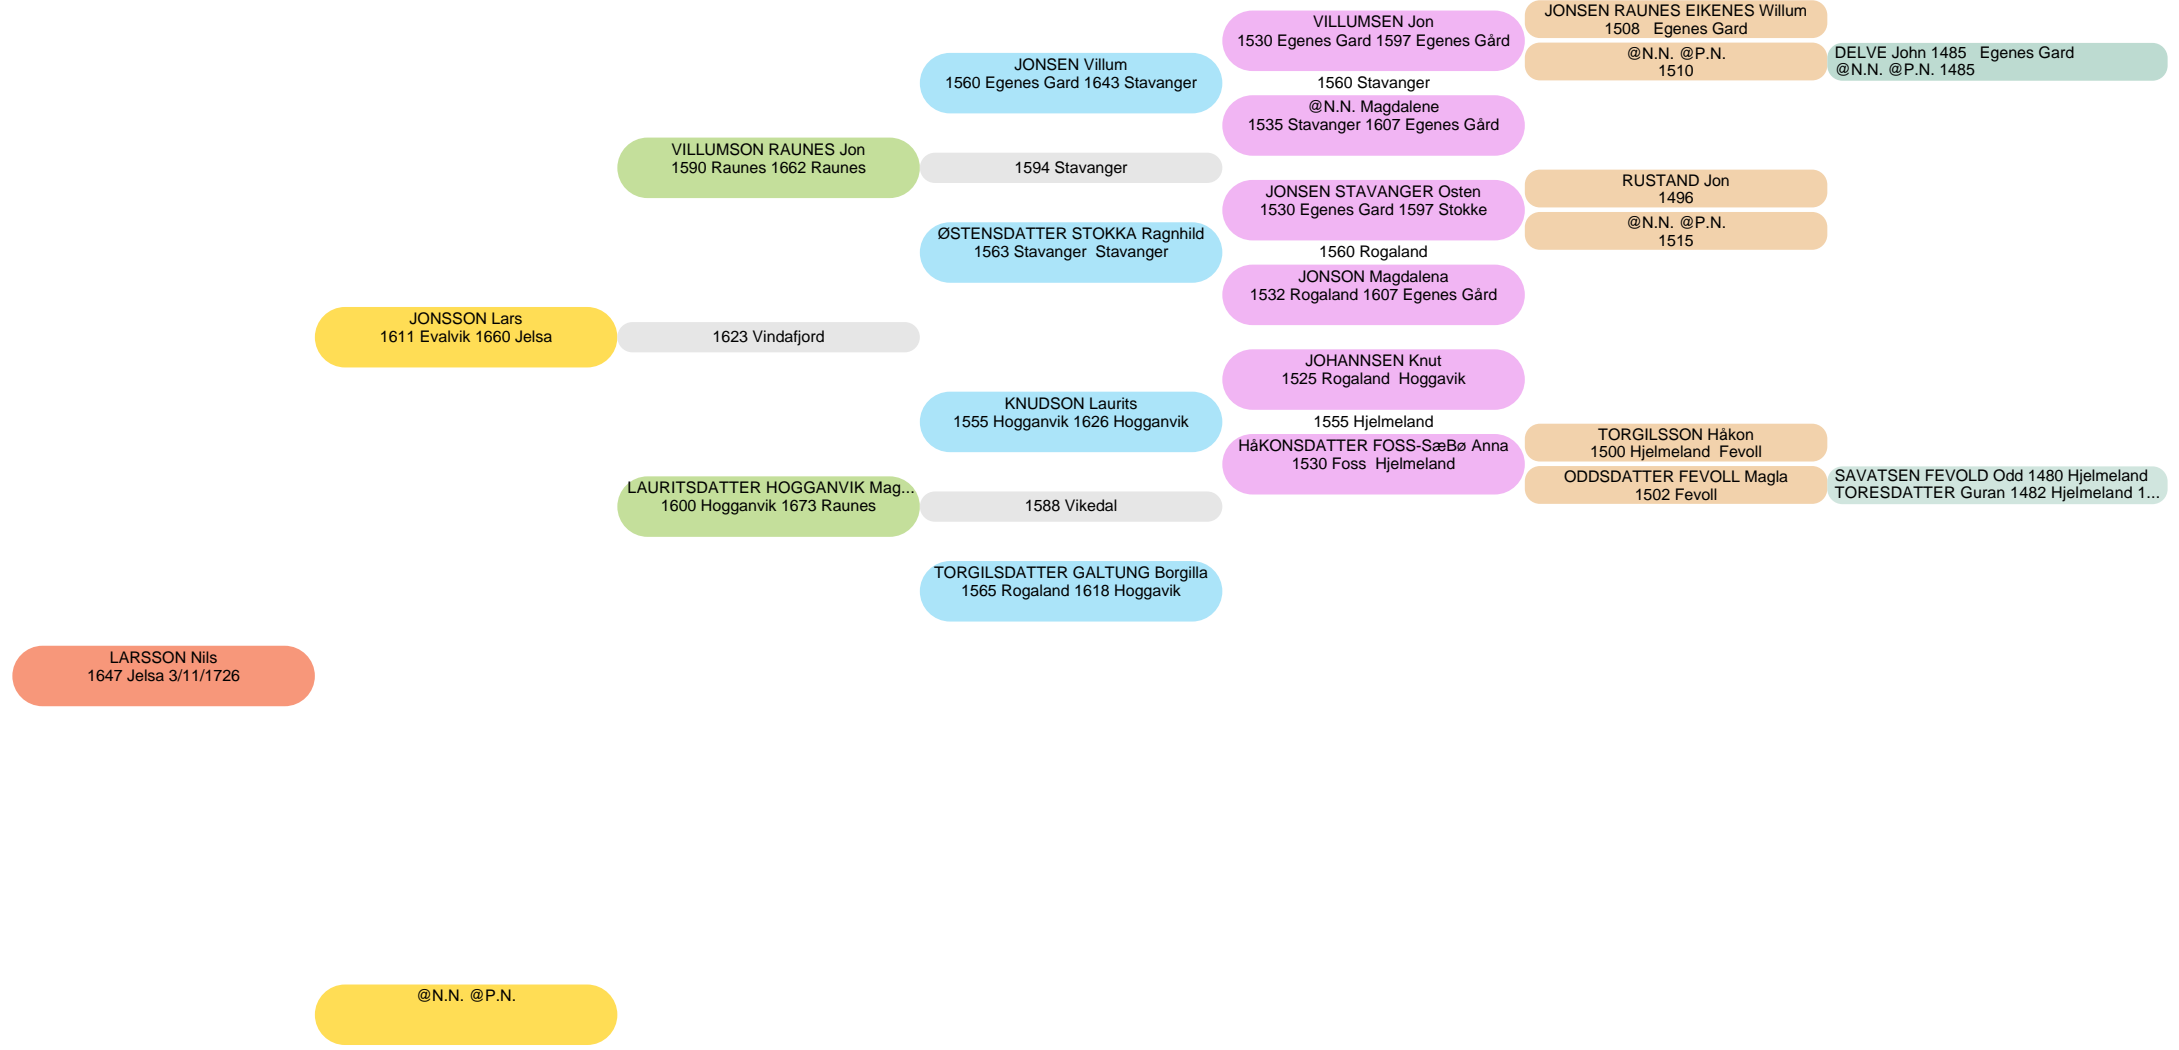 JONSEN RAUNES EIKENES Willum
1508   Egenes Gard
VILLUMSEN Jon
1530 Egenes Gard 1597 Egenes Gård
@N.N. @P.N.
1510
DELVE John 1485   Egenes Gard
@N.N. @P.N. 1485
JONSEN Villum
1560 Egenes Gard 1643 Stavanger
1560 Stavanger
@N.N. Magdalene
1535 Stavanger 1607 Egenes Gård
VILLUMSON RAUNES Jon
1590 Raunes 1662 Raunes
1594 Stavanger
JONSEN STAVANGER Osten
1530 Egenes Gard 1597 Stokke
RUSTAND Jon
1496
@N.N. @P.N.
1515
ØSTENSDATTER STOKKA Ragnhild
1563 Stavanger  Stavanger
1560 Rogaland
JONSON Magdalena
1532 Rogaland 1607 Egenes Gård
JONSSON Lars
1611 Evalvik 1660 Jelsa
1623 Vindafjord
JOHANNSEN Knut
1525 Rogaland  Hoggavik
KNUDSON Laurits
1555 Hogganvik 1626 Hogganvik
1555 Hjelmeland
HåKONSDATTER FOSS-SæBø Anna
1530 Foss  Hjelmeland
TORGILSSON Håkon
1500 Hjelmeland  Fevoll
ODDSDATTER FEVOLL Magla
1502 Fevoll
SAVATSEN FEVOLD Odd 1480 Hjelmeland
TORESDATTER Guran 1482 Hjelmeland 1...
LAURITSDATTER HOGGANVIK Mag...
1600 Hogganvik 1673 Raunes
1588 Vikedal
TORGILSDATTER GALTUNG Borgilla
1565 Rogaland 1618 Hoggavik
LARSSON Nils
1647 Jelsa 3/11/1726
@N.N. @P.N.